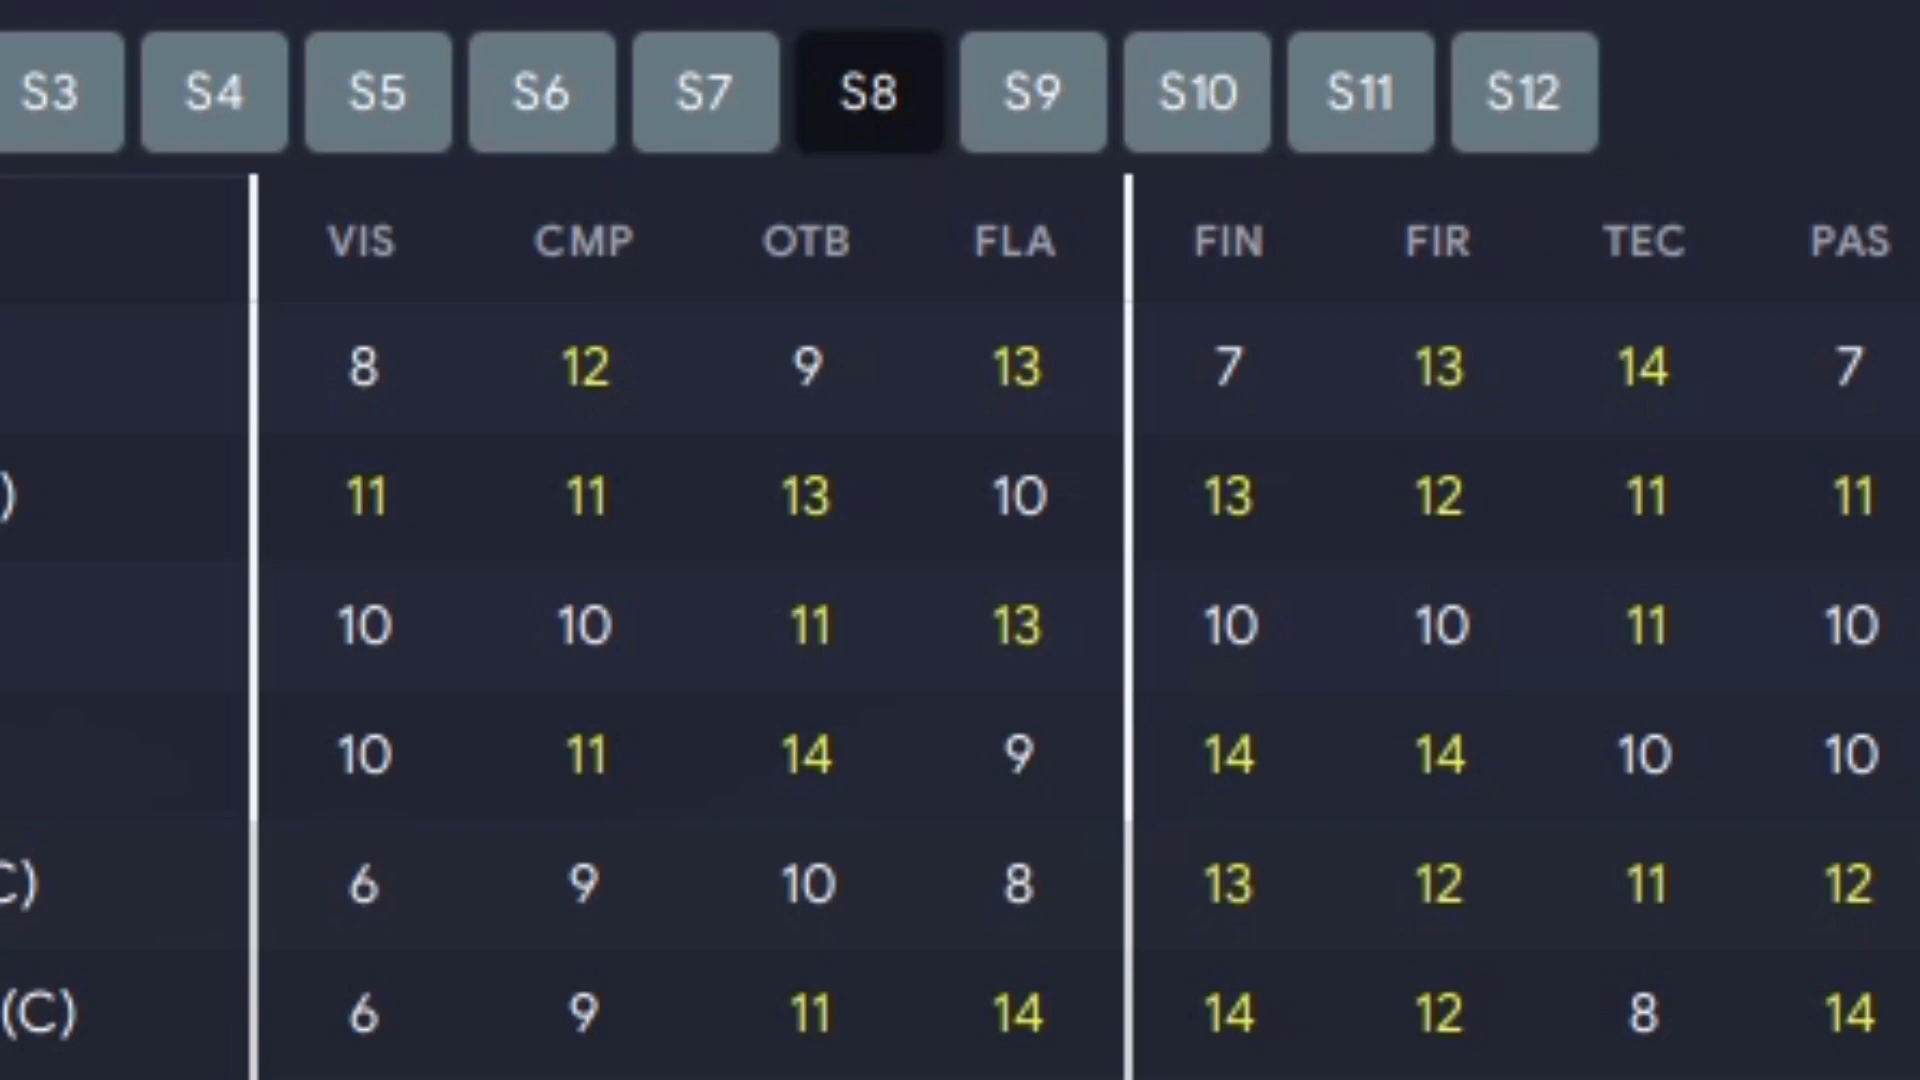 S3 S4 S5 S6 S7 S8 S9 S10 S11 S12
VIS CMP OTB FLA FIN FIR TEC PAS
8 12 9 13 7 13 14 7
) 11 11 13 10 13 12 11 11
10 10 11 13 10 10 11 10
10 11 14 9 14 14 10 10
C) 6 9 10 8 13 12 11 12
(C) 6 9 11 14 14 12 8 14